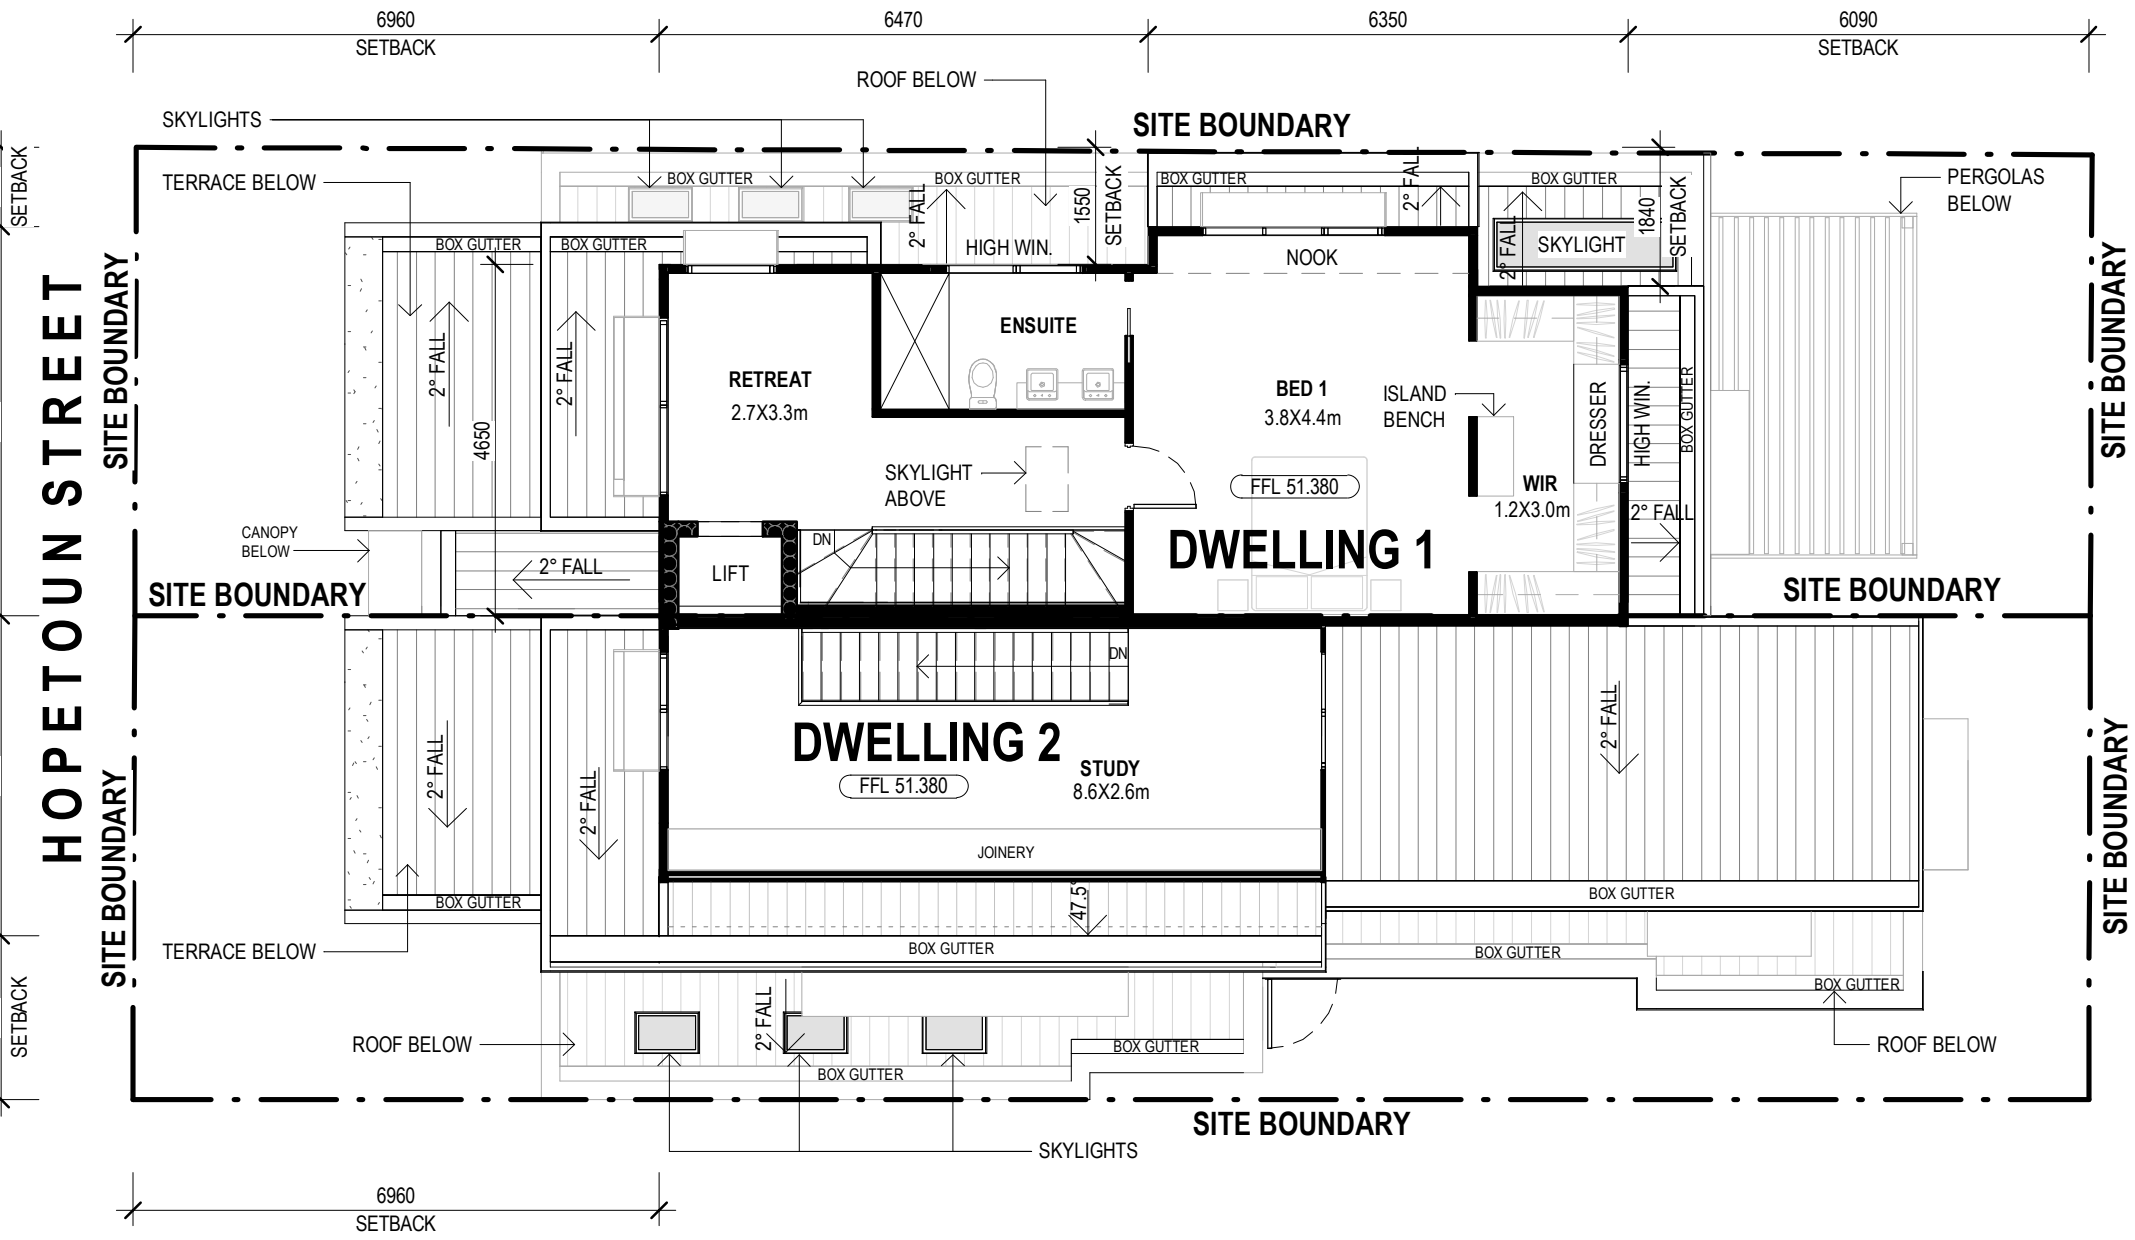 6960
SETBACK
6470
6350
6090
SETBACK
ROOF BELOW
SKYLIGHTS
SITE BOUNDARY
SETBACK
TERRACE BELOW
BOX GUTTER
BOX GUTTER
BOX GUTTER
BOX GUTTER
PERGOLAS
BELOW
2° FALL
1550
SETBACK
2° FALL
1840
SETBACK
2° FALL
SKYLIGHT
BOX GUTTER
BOX GUTTER
HIGH WIN.
NOOK
HOPETOUN STREET
SITE BOUNDARY
SITE BOUNDARY
2° FALL
2° FALL
4650
ENSUITE
RETREAT
2.7X3.3m
BED 1
3.8X4.4m
ISLAND
BENCH
DRESSER
HIGH WIN.
BOX GUTTER
SKYLIGHT
ABOVE
FFL 51.380
WIR
1.2X3.0m
2° FALL
CANOPY
BELOW
2° FALL
LIFT
DN
DWELLING 1
SITE BOUNDARY
SITE BOUNDARY
DN
DWELLING 2
FFL 51.380
STUDY
8.6X2.6m
2° FALL
2° FALL
2° FALL
SITE BOUNDARY
SITE BOUNDARY
JOINERY
BOX GUTTER
BOX GUTTER
47.5°
TERRACE BELOW
BOX GUTTER
BOX GUTTER
BOX GUTTER
SETBACK
2° FALL
ROOF BELOW
BOX GUTTER
ROOF BELOW
BOX GUTTER
SITE BOUNDARY
SKYLIGHTS
6960
SETBACK